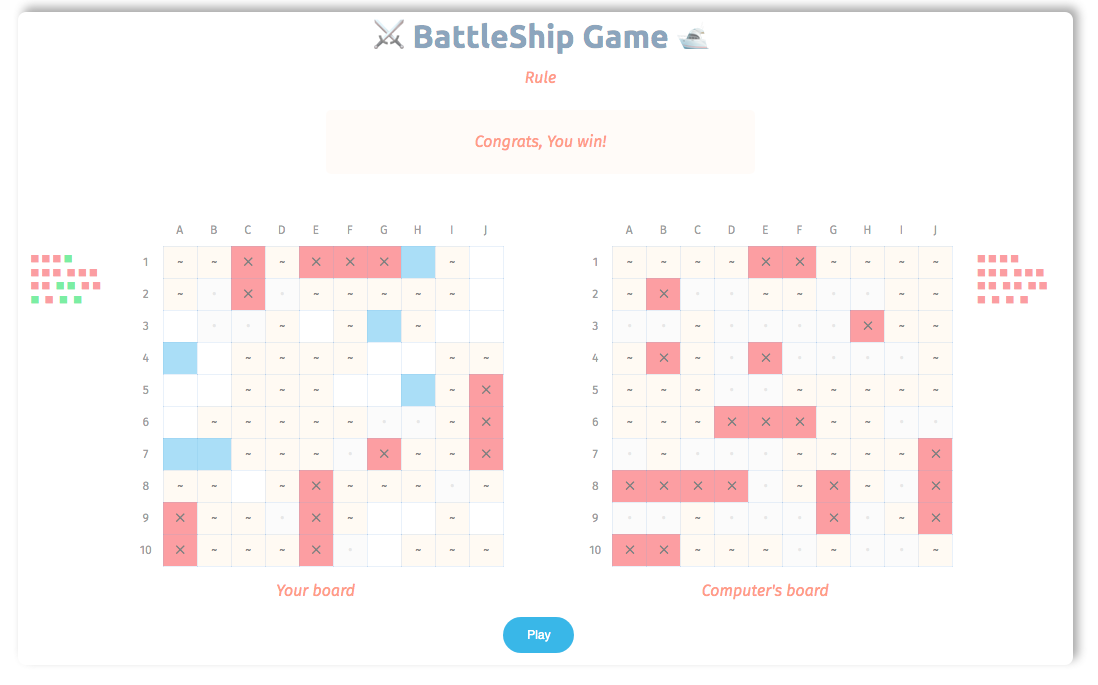 ⚔ BattleShip Game 🚢
Rule
Congrats, You win!
A B C D E F G H I J
A B C D E F G H I J
1 ~ ~ × ~ × × × ~
1 ~ ~ ~ ~ × × ~ ~ ~ ~
2 ~ · × · ~ ~ ~ ~ ~
2 ~ × · · ~ ~ · · ~ ~
3 · · ~ ~ ~
3 · · ~ · · · · × ~ ~
4 ~ ~ ~ ~ ~ ~
4 ~ × ~ · × · · · · ~
5 ~ ~ ~ ~ ×
5 ~ ~ ~ · · ~ ~ ~ ~ ~
6 ~ ~ ~ ~ ~ · · ~ ×
6 ~ ~ ~ × × × ~ ~ · ·
7 ~ ~ ~ · × ~ ~ ×
7 · ~ · · · ~ ~ ~ ~ ×
8 ~ ~ ~ × ~ ~ ~ · ~
8 × × × × · ~ × ~ · ×
9 × ~ ~ · × ~ ~
9 · · ~ · · · × · ~ ×
10 × ~ ~ ~ × · ~ ~ ~
10 × × ~ ~ ~ · ~ · · ~
Your board
Computer's board
Play